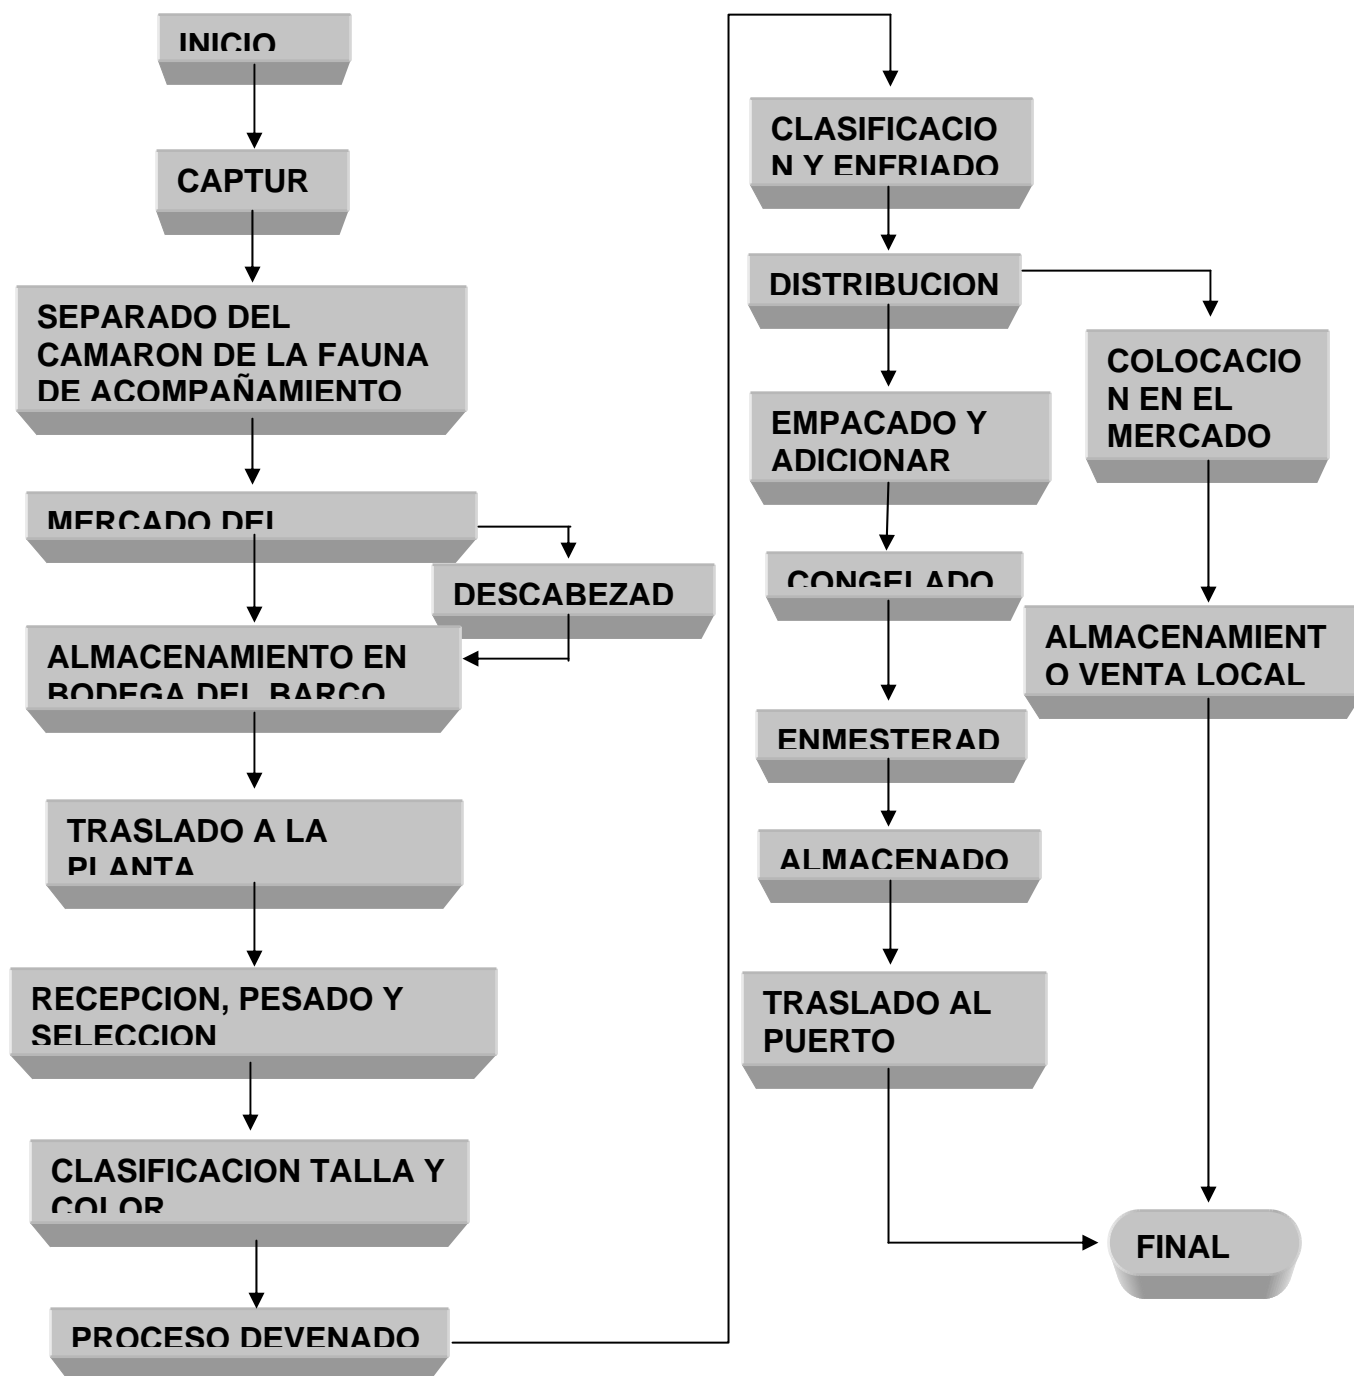 INICIO
CAPTUR
SEPARADO DEL
CAMARON DE LA FAUNA
DE ACOMPAÑAMIENTO
MERCADO DEL
DESCABEZAD
ALMACENAMIENTO EN
BODEGA DEL BARCO
TRASLADO A LA
PLANTA
RECEPCION, PESADO Y
SELECCION
CLASIFICACION TALLA Y
COLOR
PROCESO DEVENADO
CLASIFICACIO
N Y ENFRIADO
DISTRIBUCION
COLOCACIO
N EN EL
MERCADO
EMPACADO Y
ADICIONAR
CONGELADO
ALMACENAMIENT
O VENTA LOCAL
ENMESTERAD
ALMACENADO
TRASLADO AL
PUERTO
FINAL